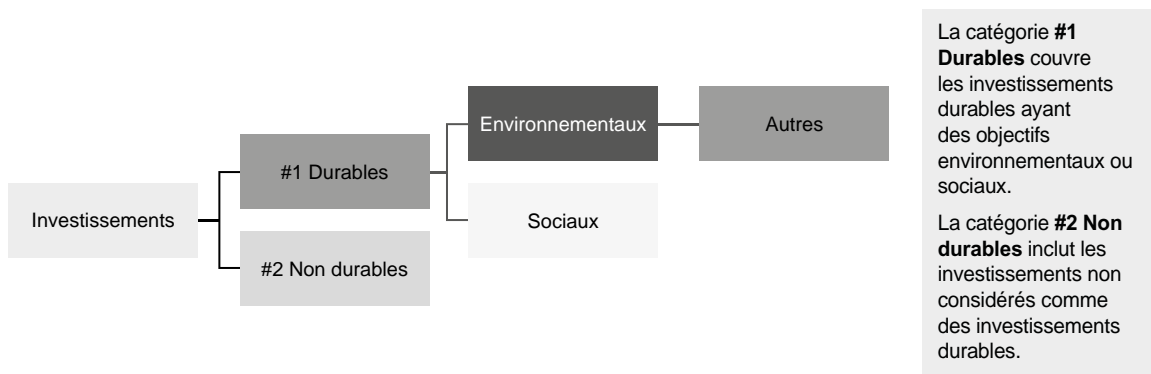 Investissements
#1 Durables
#2 Non durables
Environnementaux
Sociaux
Autres
La catégorie #1
Durables couvre
les investissements
durables ayant
des objectifs
environnementaux ou
sociaux.
La catégorie #2 Non
durables inclut les
investissements non
considérés comme
des investissements
durables.